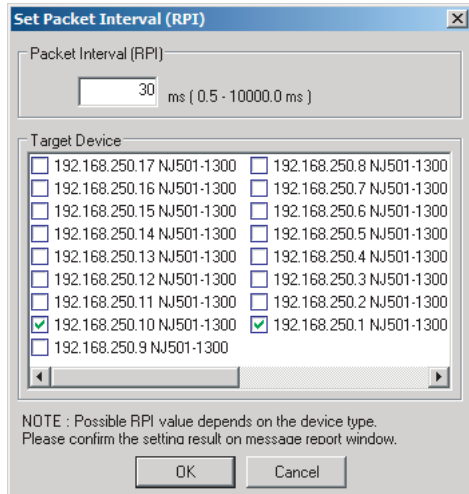 Set Packet Interval (RPI)
Packet Interval (RPI)
30 ms ( 0.5 - 10000.0 ms )
Target Device
192.168.250.17 NJ501-1300 192.168.250.8 NJ501-1300
192.168.250.16 NJ501-1300 192.168.250.7 NJ501-1300
192.168.250.15 NJ501-1300 192.168.250.6 NJ501-1300
192.168.250.14 NJ501-1300 192.168.250.5 NJ501-1300
192.168.250.13 NJ501-1300 192.168.250.4 NJ501-1300
192.168.250.12 NJ501-1300 192.168.250.3 NJ501-1300
192.168.250.11 NJ501-1300 192.168.250.2 NJ501-1300
192.168.250.10 NJ501-1300 192.168.250.1 NJ501-1300
192.168.250.9 NJ501-1300
NOTE : Possible RPI value depends on the device type.
Please confirm the setting result on message report window.
OK Cancel